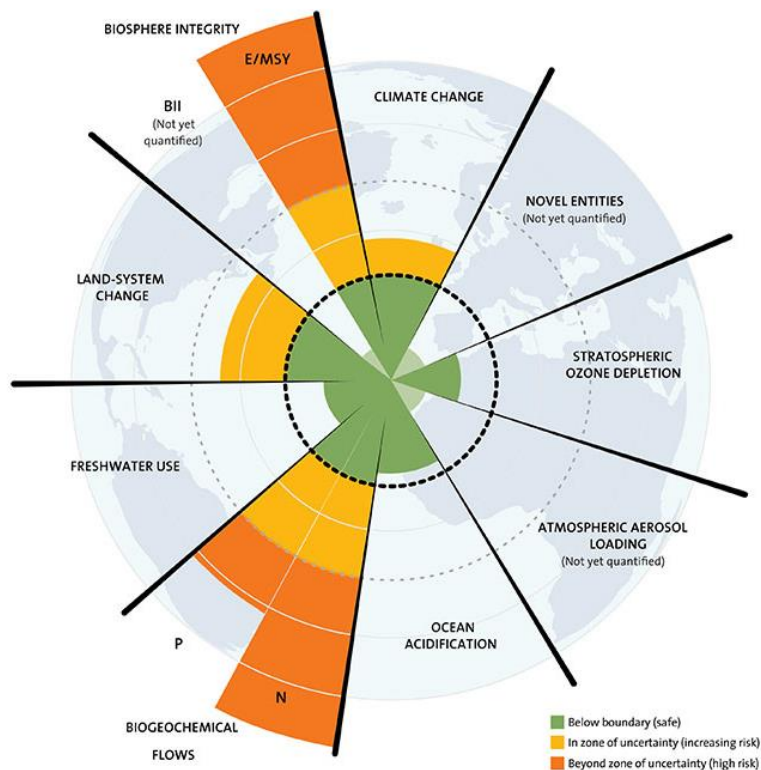 BIOSPHERE INTEGRITY
E/MSY
BII
(Not yet
quantified)
CLIMATE CHANGE
NOVEL ENTITIES
(Not yet quantified)
LAND-SYSTEM
CHANGE
STRATOSPHERIC
OZONE DEPLETION
FRESHWATER USE
ATMOSPHERIC AEROSOL
LOADING
(Not yet quantified)
OCEAN
ACIDIFICATION
P
N
BIOGEOCHEMICAL
FLOWS
Below boundary (safe)
In zone of uncertainty (increasing risk)
Beyond zone of uncertainty (high risk)